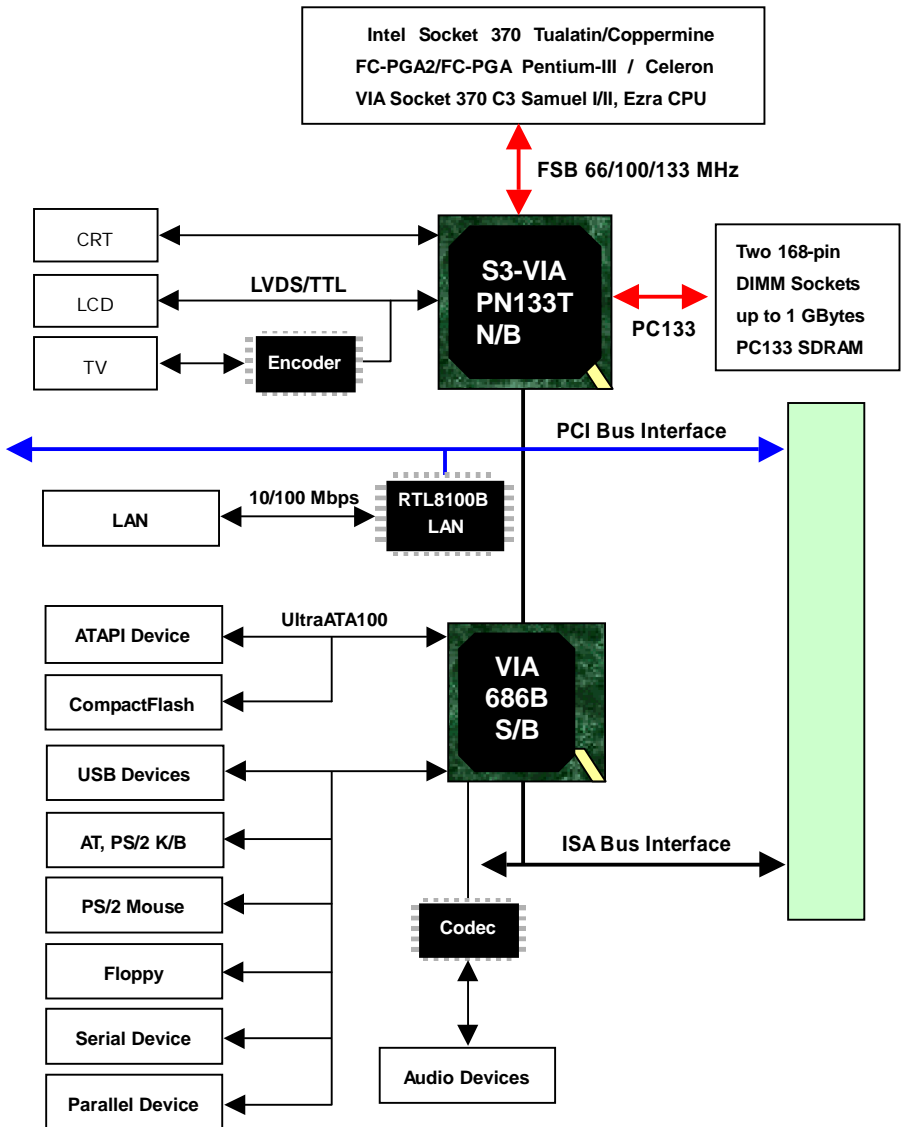 Intel Socket 370 Tualatin/Coppermine
FC-PGA2/FC-PGA Pentium-III / Celeron
VIA Socket 370 C3 Samuel I/II, Ezra CPU
FSB 66/100/133 MHz
CRT
LCD
TV
LVDS/TTL
Encoder
S3-VIA
PN133T
N/B
PC133
Two 168-pin
DIMM Sockets
up to 1 GBytes
PC133 SDRAM
PCI Bus Interface
LAN
10/100 Mbps
RTL8100B
LAN
ATAPI Device
UltraATA100
CompactFlash
VIA
686B
S/B
USB Devices
AT, PS/2 K/B
PS/2 Mouse
Floppy
Serial Device
Parallel Device
ISA Bus Interface
Codec
Audio Devices